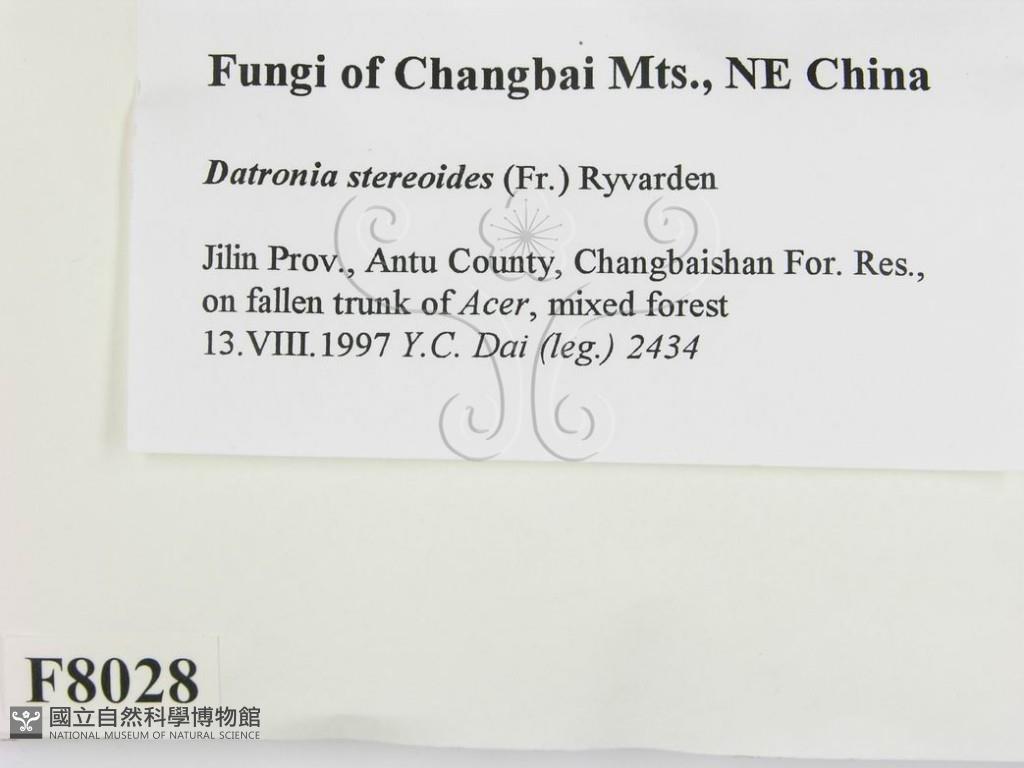 Fungi of Changbai Mts., NE China
Datronia stereoides (Fr.) Ryvarden
Jilin Prov., Antu County, Changbaishan For. Res.,
on fallen trunk of Acer, mixed forest
13.VIII.1997 Y.C. Dai (leg.) 2434
F8028
國立自然科學博物館
NATIONAL MUSEUM OF NATURAL SCIENCE